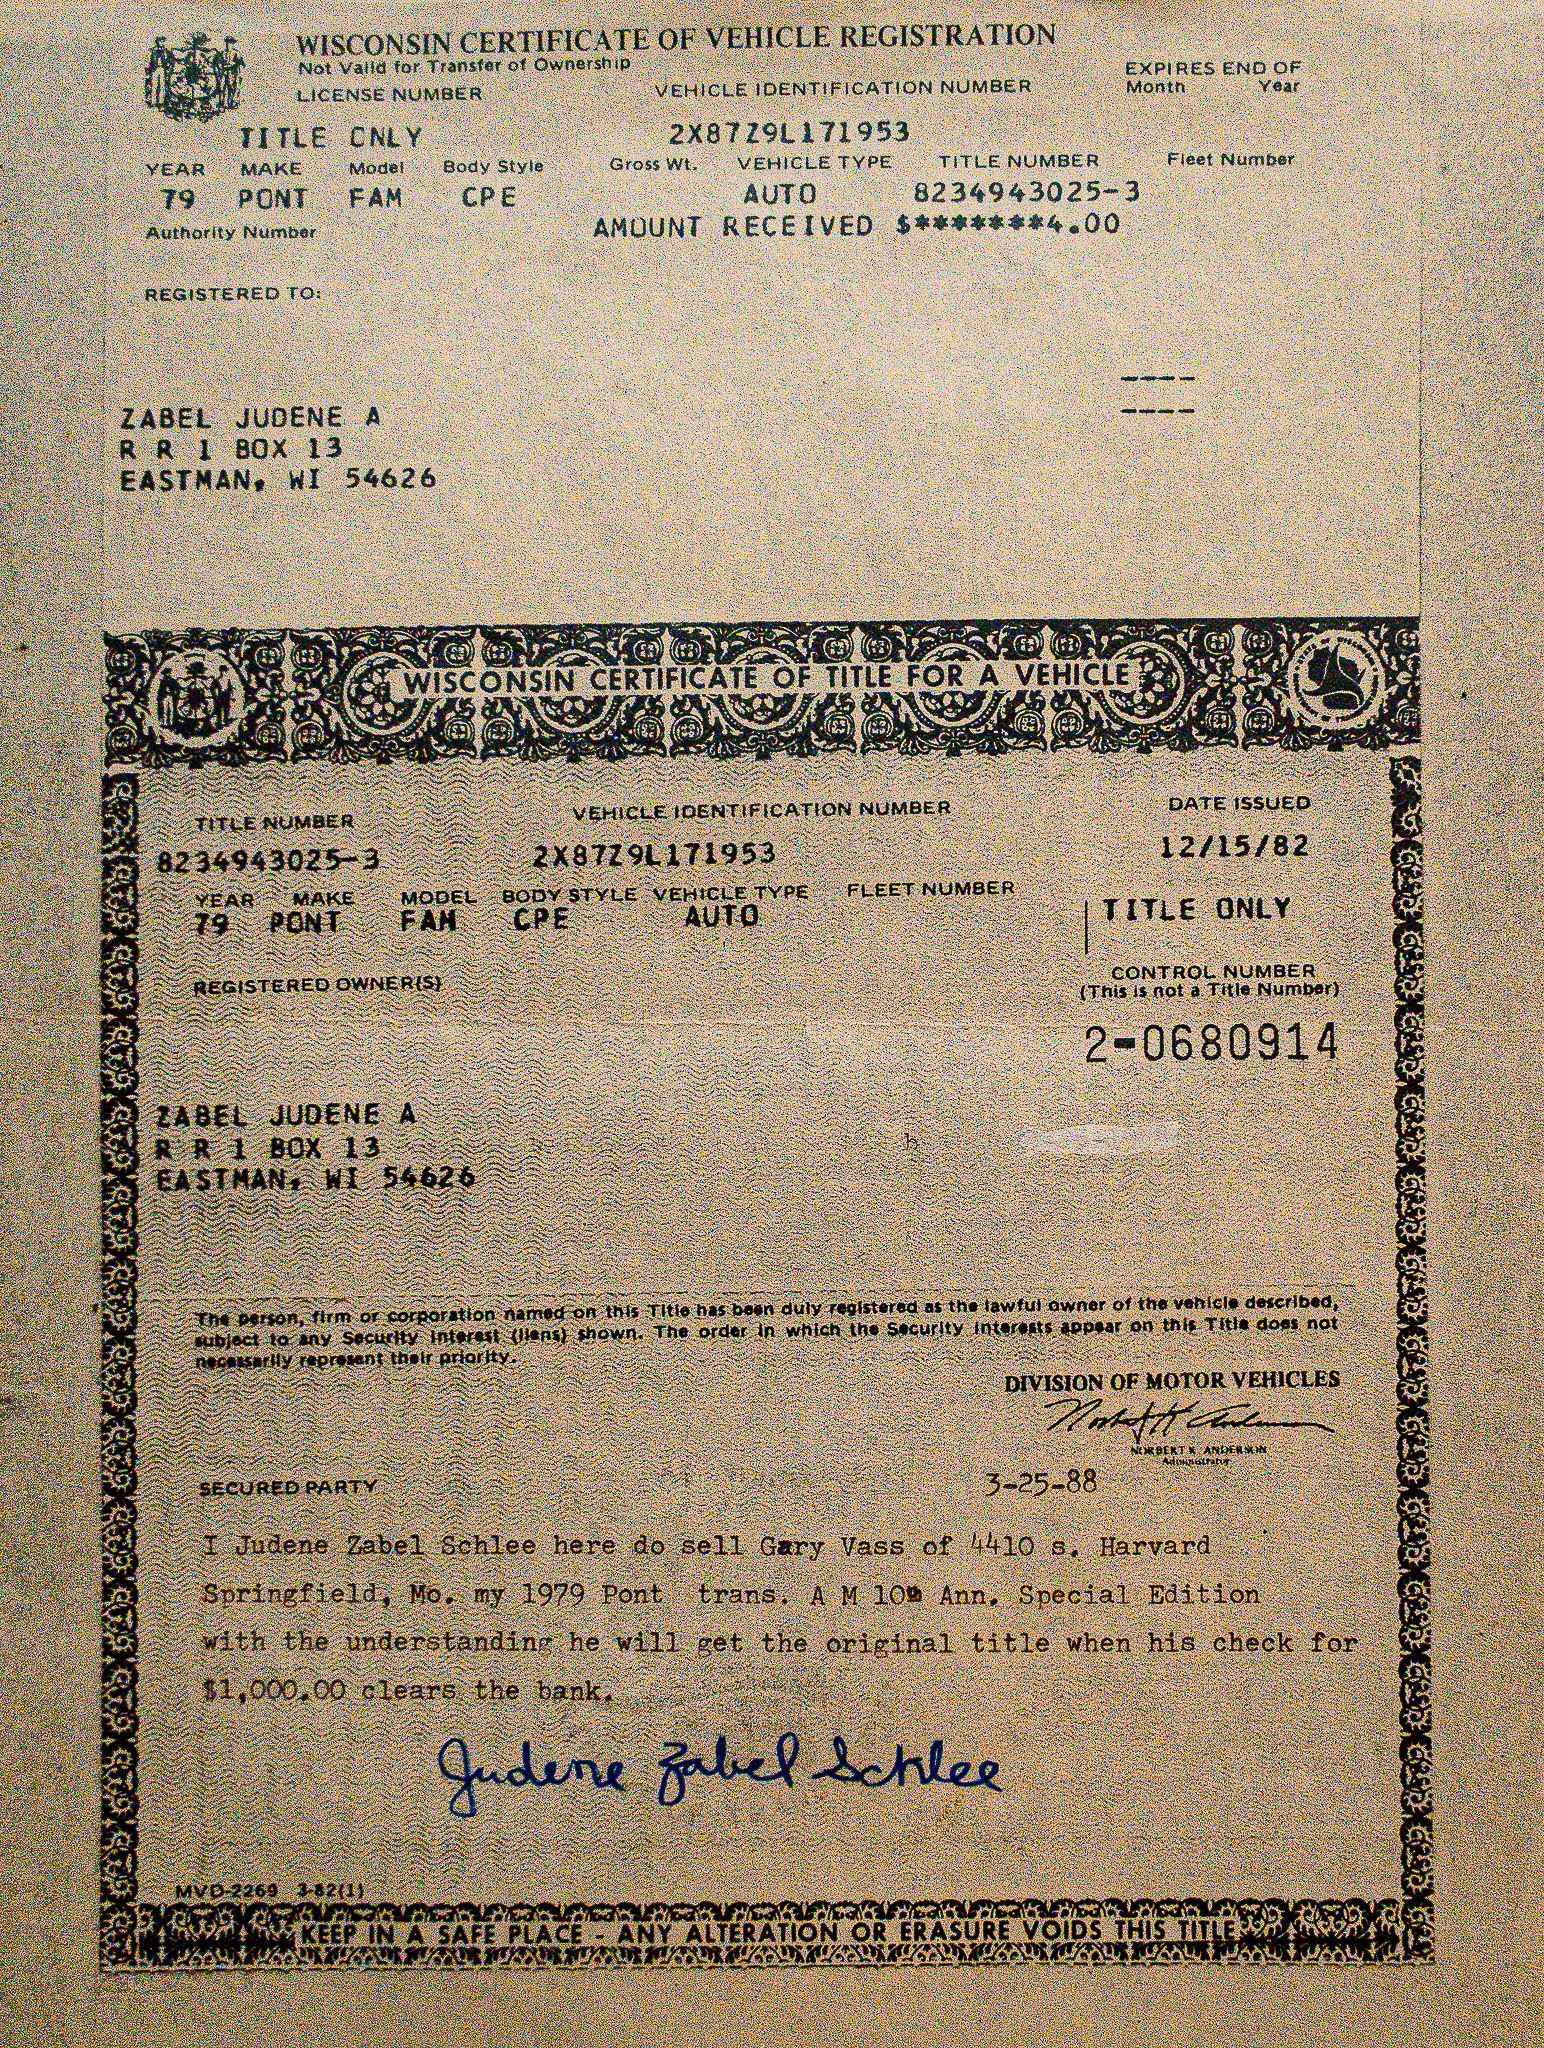 WISCONSIN CERTIFICATE OF VEHICLE REGISTRATION
Not Valid for Transfer of Ownership
LICENSE NUMBER VEHICLE IDENTIFICATION NUMBER EXPIRES END OF
Month Year
TITLE ONLY 2X87Z9L171953
YEAR MAKE Model Body Style Gross Wt. VEHICLE TYPE TITLE NUMBER Fleet Number
79 PONT FAM CPE AUTO 8234943025-3
Authority Number AMOUNT RECEIVED $********4.00
REGISTERED TO:
----
----
ZABEL JUDENE A
R R 1 BOX 13
EASTMAN, WI 54626
WISCONSIN CERTIFICATE OF TITLE FOR A VEHICLE
TITLE NUMBER VEHICLE IDENTIFICATION NUMBER DATE ISSUED
8234943025-3 2X87Z9L171953 12/15/82
YEAR MAKE MODEL BODY STYLE VEHICLE TYPE FLEET NUMBER
79 PONT FAM CPE AUTO TITLE ONLY
REGISTERED OWNER(S) CONTROL NUMBER
(This is not a Title Number)
2-0680914
ZABEL JUDENE A
R R 1 BOX 13
EASTMAN, WI 54626
The person, firm or corporation named on this Title has been duly registered as the lawful owner of the vehicle described,
subject to any Security Interest (liens) shown. The order in which the Security Interests appear on this Title does not
necessarily represent their priority.
DIVISION OF MOTOR VEHICLES
Norbert K Anderson
NORBERT K. ANDERSON
Administrator
SECURED PARTY 3-25-88
I Judene Zabel Schlee here do sell Gary Vass of 4410 s. Harvard
Springfield, Mo. my 1979 Pont trans. A M 10th Ann. Special Edition
with the understanding he will get the original title when his check for
$1,000.00 clears the bank.
Judene Zabel Schlee
MVD-2269 3-82(1)
KEEP IN A SAFE PLACE - ANY ALTERATION OR ERASURE VOIDS THIS TITLE